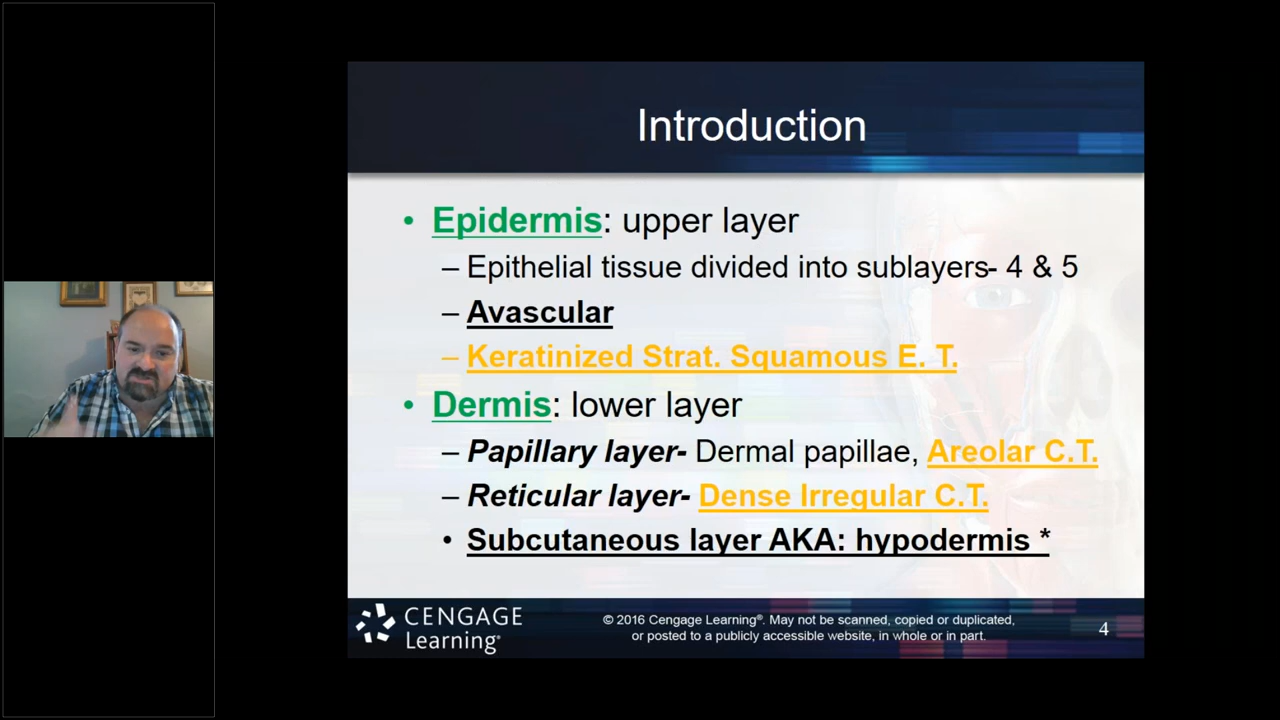 Introduction
• Epidermis: upper layer
– Epithelial tissue divided into sublayers- 4 & 5
– Avascular
– Keratinized Strat. Squamous E. T.
• Dermis: lower layer
– Papillary layer- Dermal papillae, Areolar C.T.
– Reticular layer- Dense Irregular C.T.
• Subcutaneous layer AKA: hypodermis *
CENGAGE
Learning®
© 2016 Cengage Learning®. May not be scanned, copied or duplicated,
or posted to a publicly accessible website, in whole or in part.
4